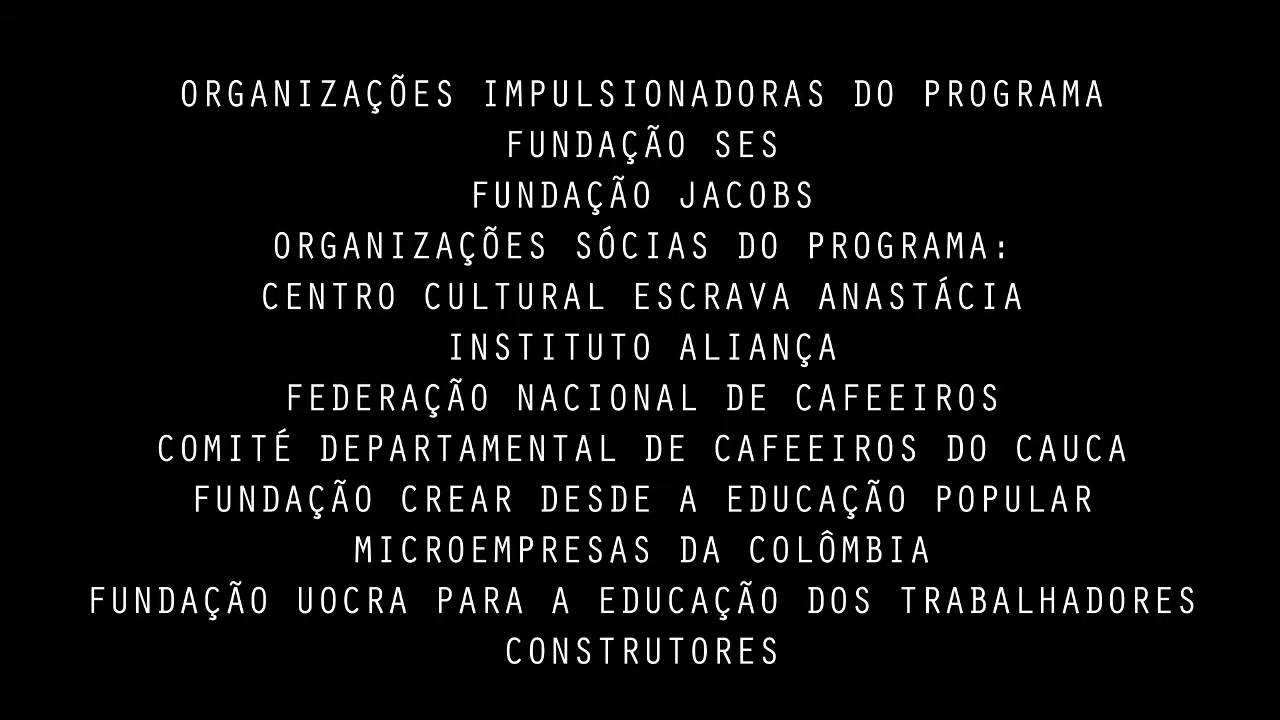 ORGANIZAÇÕES IMPULSIONADORAS DO PROGRAMA
FUNDAÇÃO SES
FUNDAÇÃO JACOBS
ORGANIZAÇÕES SÓCIAS DO PROGRAMA:
CENTRO CULTURAL ESCRAVA ANASTÁCIA
INSTITUTO ALIANÇA
FEDERAÇÃO NACIONAL DE CAFEEIROS
COMITÉ DEPARTAMENTAL DE CAFEEIROS DO CAUCA
FUNDAÇÃO CREAR DESDE A EDUCAÇÃO POPULAR
MICROEMPRESAS DA COLÔMBIA
FUNDAÇÃO UOCRA PARA A EDUCAÇÃO DOS TRABALHADORES
CONSTRUTORES